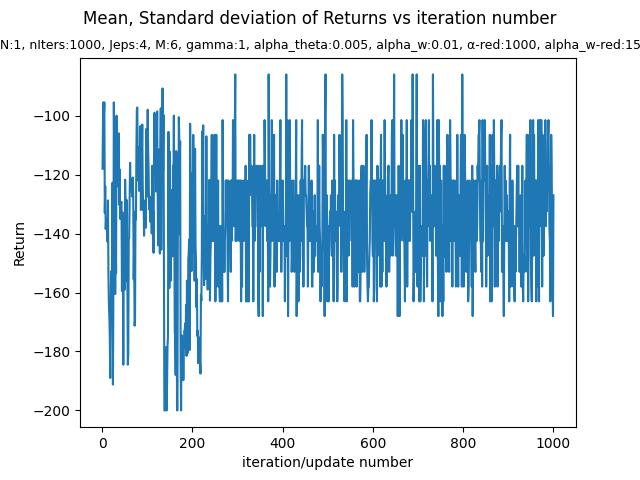 Mean, Standard deviation of Returns vs iteration number
N:1, nIters:1000, Jeps:4, M:6, gamma:1, alpha_theta:0.005, alpha_w:0.01, α-red:1000, alpha_w-red:15
−100
−120
−140
−160
−180
−200
Return
0 200 400 600 800 1000
iteration/update number